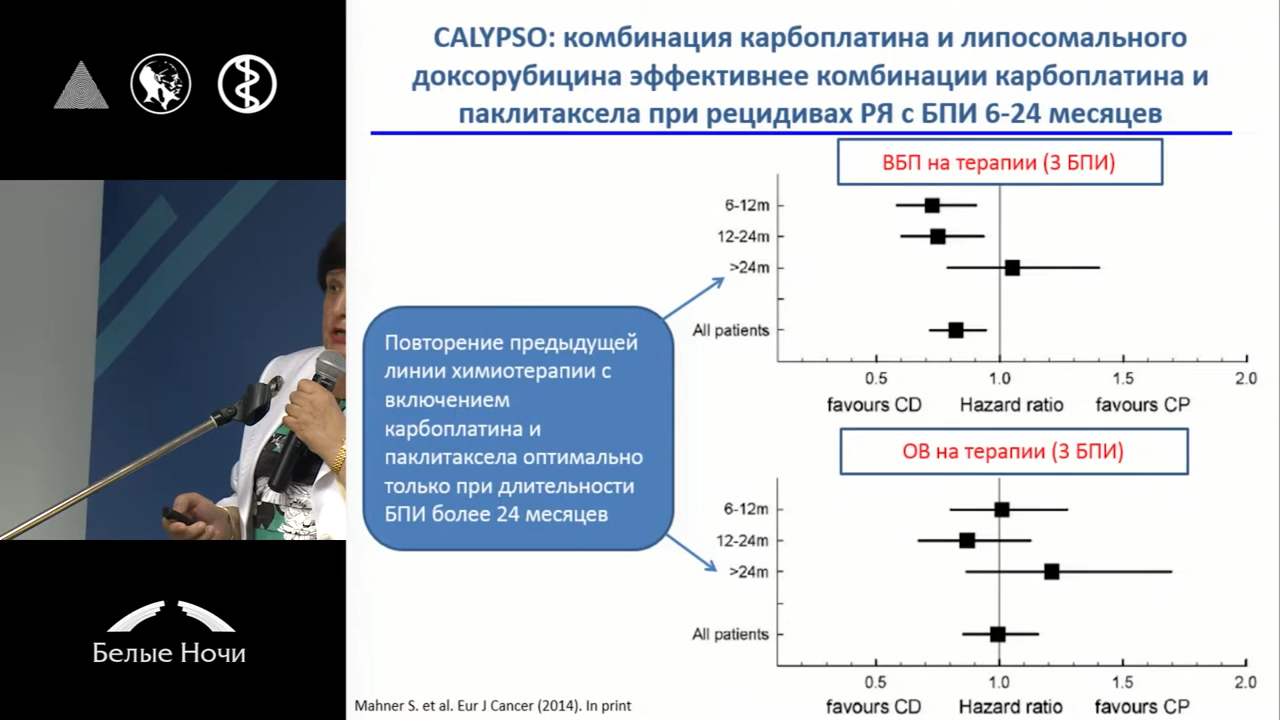 CALYPSO: комбинация карбоплатина и липосомального
доксорубицина эффективнее комбинации карбоплатина и
паклитаксела при рецидивах РЯ с БПИ 6-24 месяцев
ВБП на терапии (3 БПИ)
6-12m
12-24m
>24m
All patients
0.5 1.0 1.5 2.0
favours CD Hazard ratio favours CP
Повторение предыдущей
линии химиотерапии с
включением
карбоплатина и
паклитаксела оптимально
только при длительности
БПИ более 24 месяцев
ОВ на терапии (3 БПИ)
6-12m
12-24m
>24m
All patients
0.5 1.0 1.5 2.0
favours CD Hazard ratio favours CP
Mahner S. et al. Eur J Cancer (2014). In print
Белые Ночи